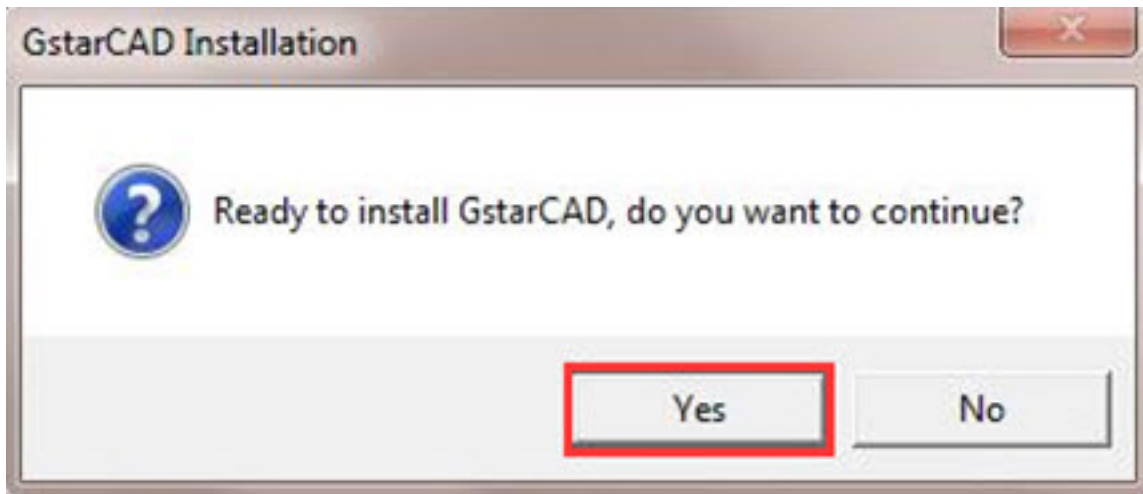 GstarCAD Installation
Ready to install GstarCAD, do you want to continue?
Yes
No